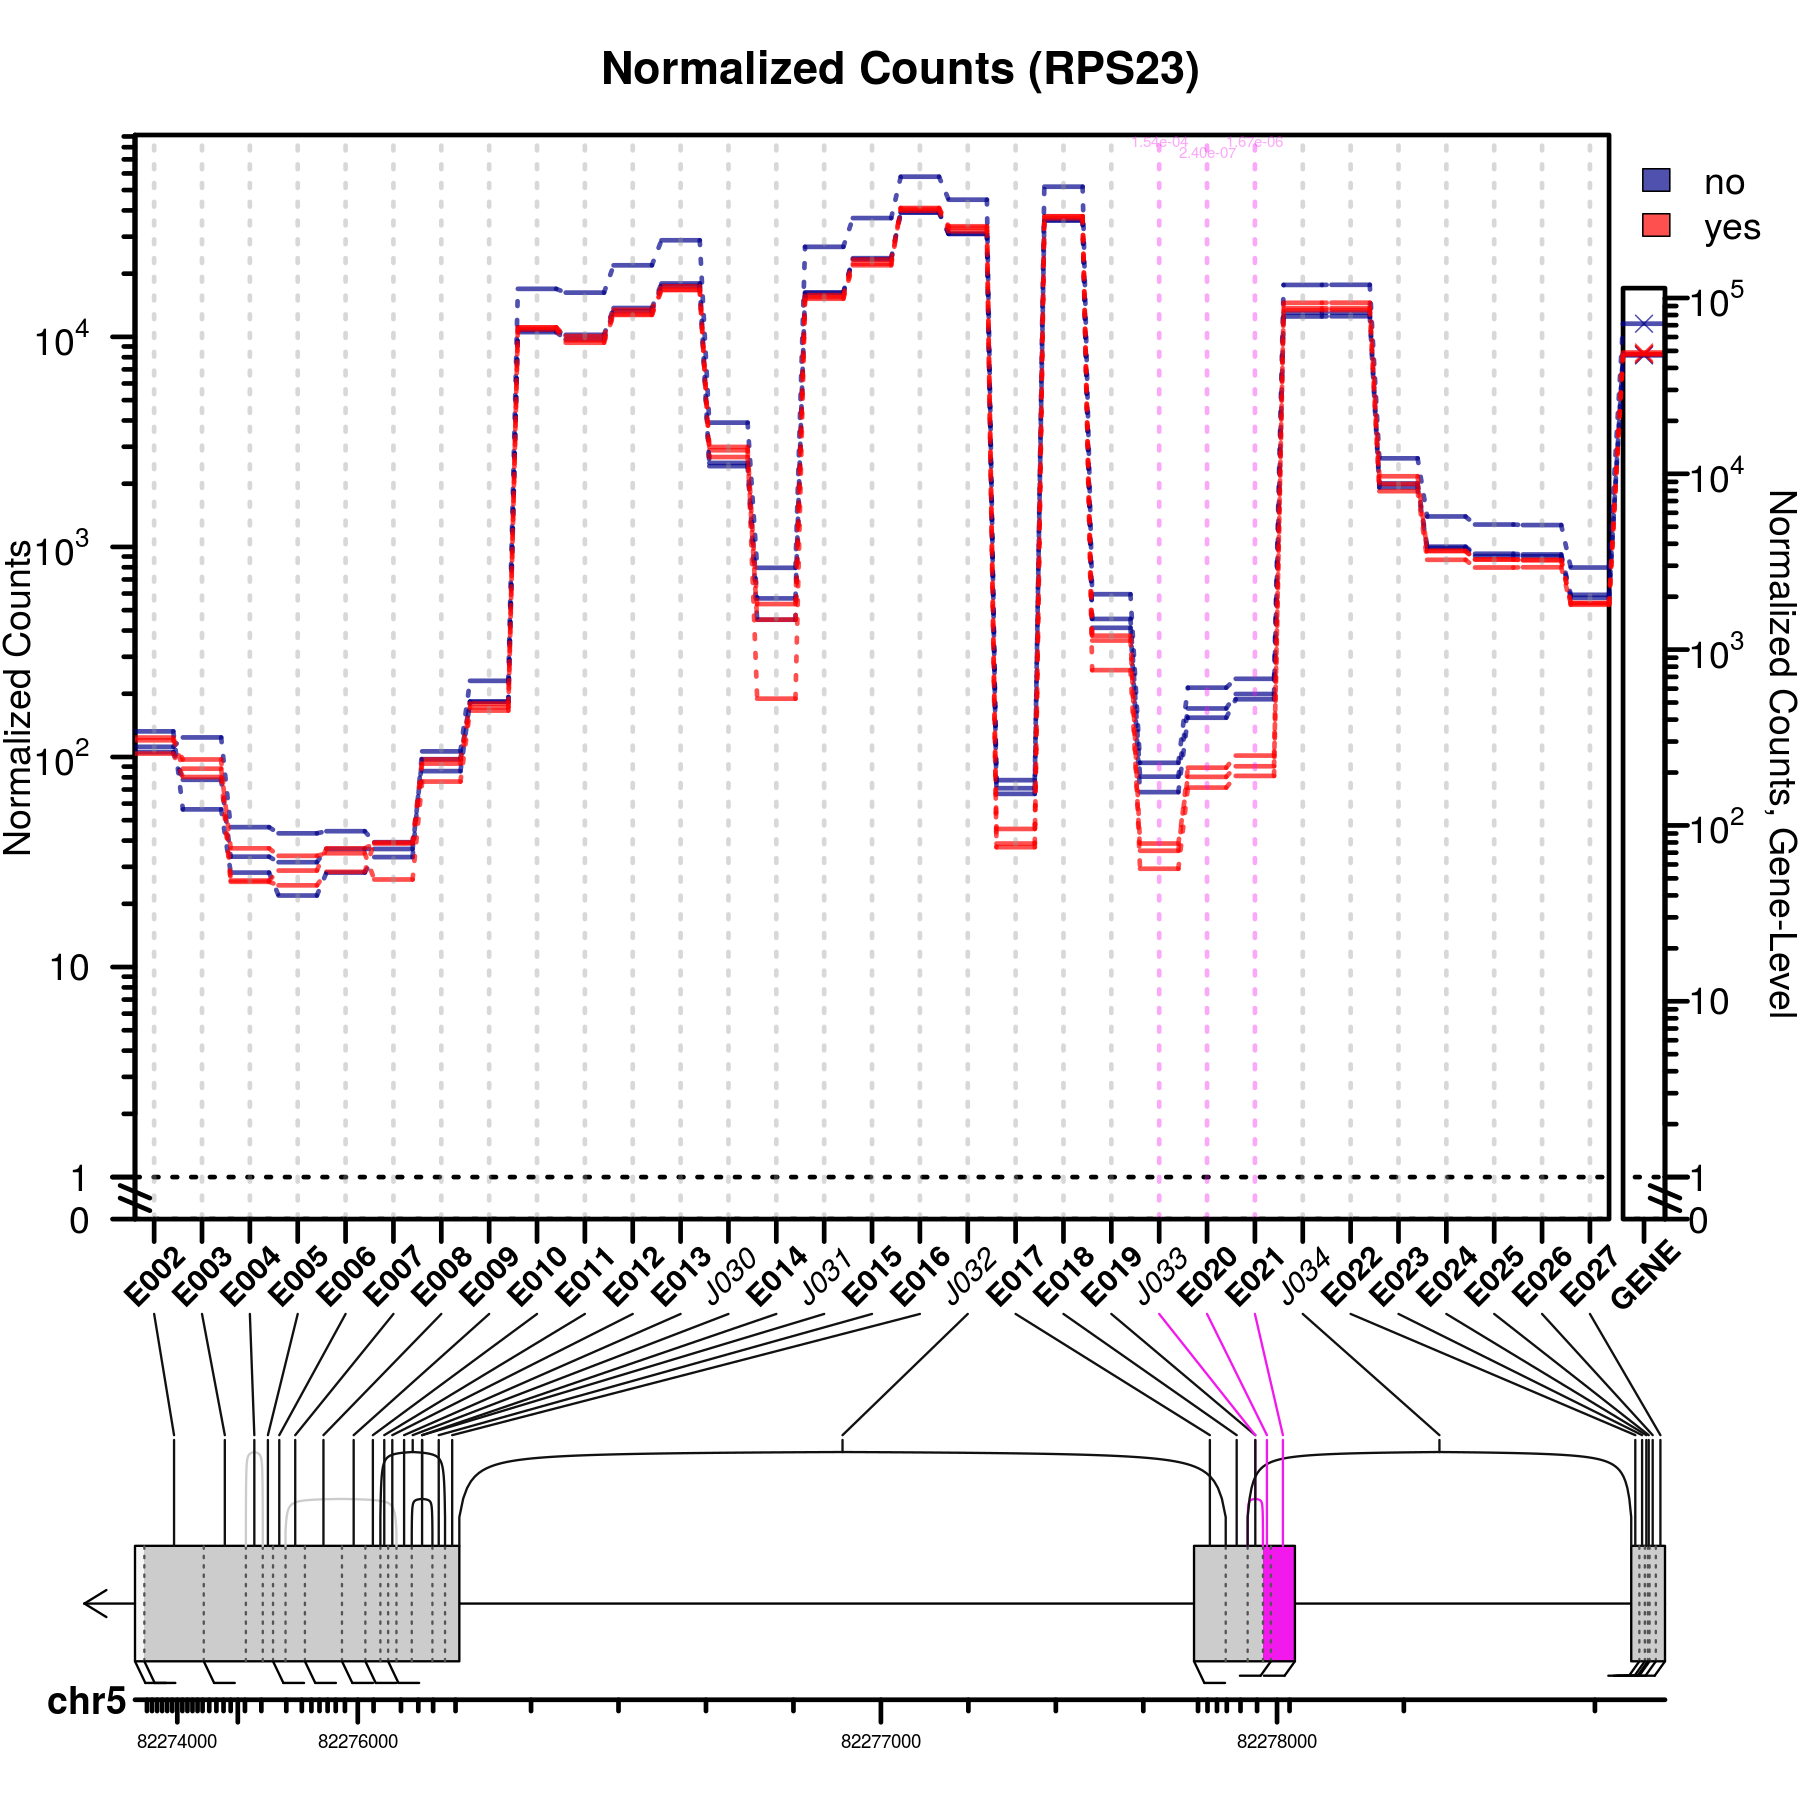 Normalized Counts (RPS23)
1.54e-04
2.40e-07
1.67e-06
no
yes
Normalized Counts
10^4
10^3
10^2
10
1
0
10^5
10^4
10^3
10^2
10
1
0
Normalized Counts, Gene-Level
E002 E003 E004 E005 E006 E007 E008 E009 E010 E011 E012 E013 J030 E014 J031 E015 E016 J032 E017 E018 E019 J033 E020 E021 J034 E022 E023 E024 E025 E026 E027 GENE
chr5
82274000 82276000 82277000 82278000